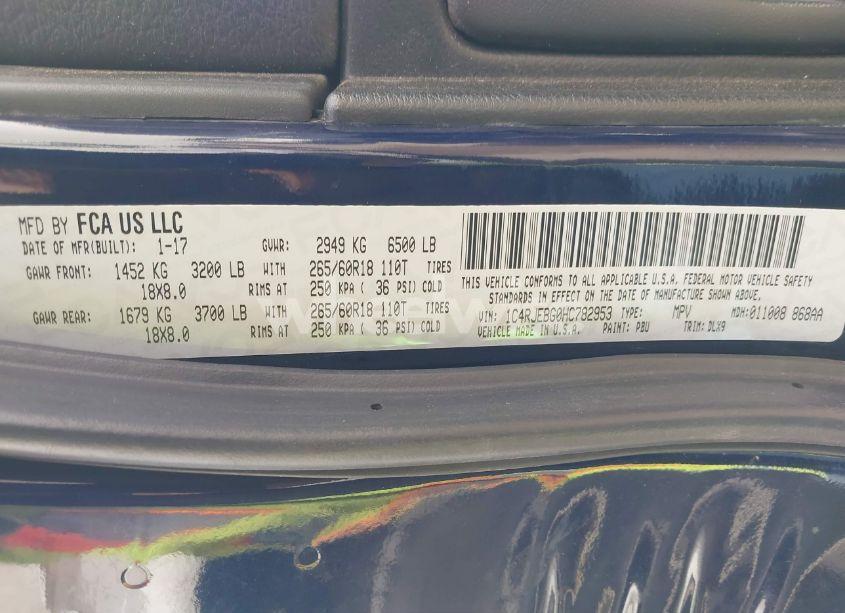 MFD BY FCA US LLC
DATE OF MFR(BUILT): 1-17 GVWR: 2949 KG 6500 LB
GAWR FRONT: 1452 KG 3200 LB WITH 265/60R18 110T TIRES
18X8.0 RIMS AT 250 KPA ( 36 PSI) COLD
GAWR REAR: 1679 KG 3700 LB WITH 265/60R18 110T TIRES
18X8.0 RIMS AT 250 KPA ( 36 PSI) COLD
THIS VEHICLE CONFORMS TO ALL APPLICABLE U.S.A. FEDERAL MOTOR VEHICLE SAFETY
STANDARDS IN EFFECT ON THE DATE OF MANUFACTURE SHOWN ABOVE.
VIN: 1C4RJEBG0HC782953 TYPE: MPV MDH: 011008 868AA
VEHICLE MADE IN U.S.A. PAINT: PBU TRIM: DLX9